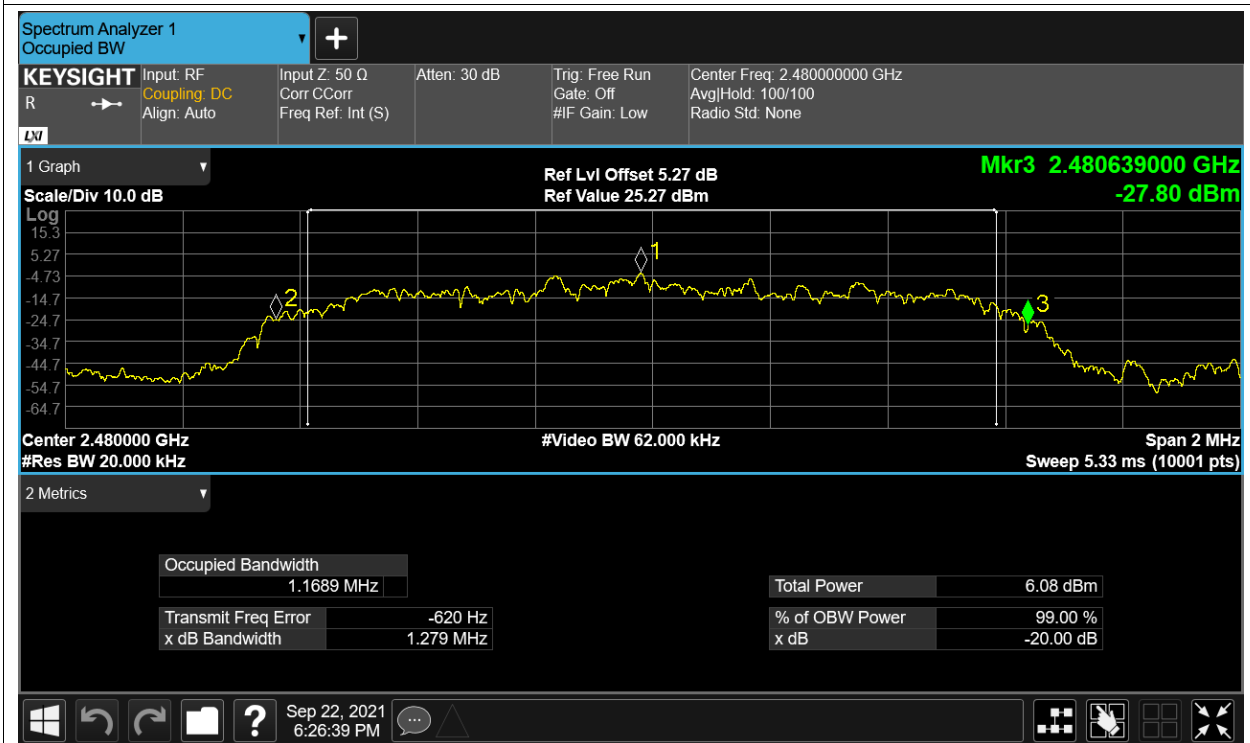 Spectrum Analyzer 1
Occupied BW
+
KEYSIGHT
R
LXI
Input: RF
Coupling: DC
Align: Auto
Input Z: 50 Ω
Corr CCorr
Freq Ref: Int (S)
Atten: 30 dB
Trig: Free Run
Gate: Off
#IF Gain: Low
Center Freq: 2.480000000 GHz
Avg|Hold: 100/100
Radio Std: None
1 Graph
Scale/Div 10.0 dB
Ref Lvl Offset 5.27 dB
Ref Value 25.27 dBm
Mkr3 2.480639000 GHz
-27.80 dBm
Log
15.3
5.27
-4.73
-14.7
-24.7
-34.7
-44.7
-54.7
-64.7
1
2
3
Center 2.480000 GHz
#Video BW 62.000 kHz
Span 2 MHz
#Res BW 20.000 kHz
Sweep 5.33 ms (10001 pts)
2 Metrics
Occupied Bandwidth
1.1689 MHz
Total Power 6.08 dBm
Transmit Freq Error -620 Hz
% of OBW Power 99.00 %
x dB Bandwidth 1.279 MHz
x dB -20.00 dB
?
Sep 22, 2021
6:26:39 PM